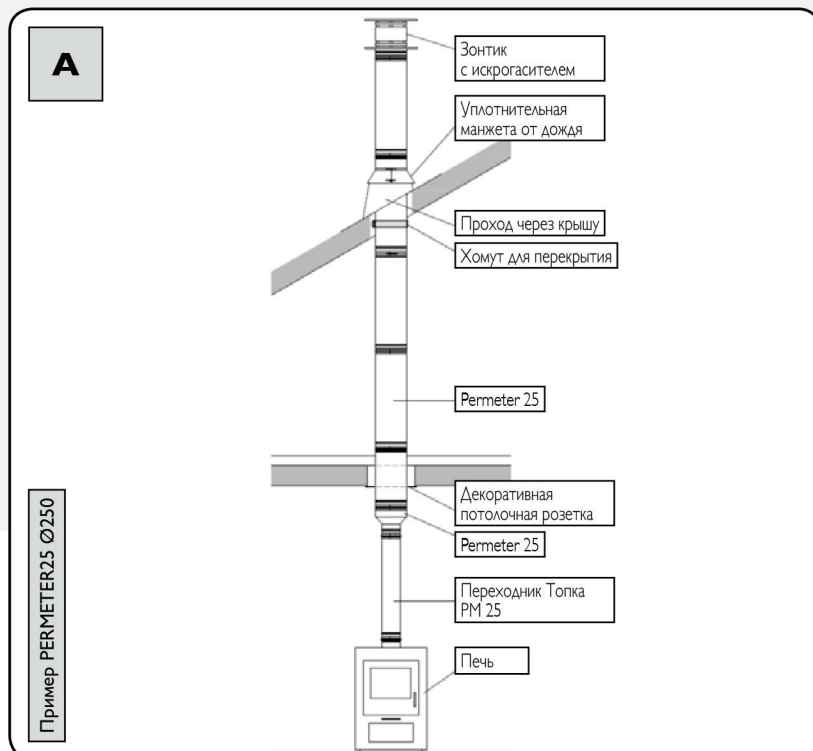 A
Зонтик
с искрогасителем
Уплотнительная
манжета от дождя
Проход через крышу
Хомут для перекрытия
Permeter 25
Декоративная
потолочная розетка
Permeter 25
Переходник Топка
PM 25
Печь
Пример PERMETER25 Ø250